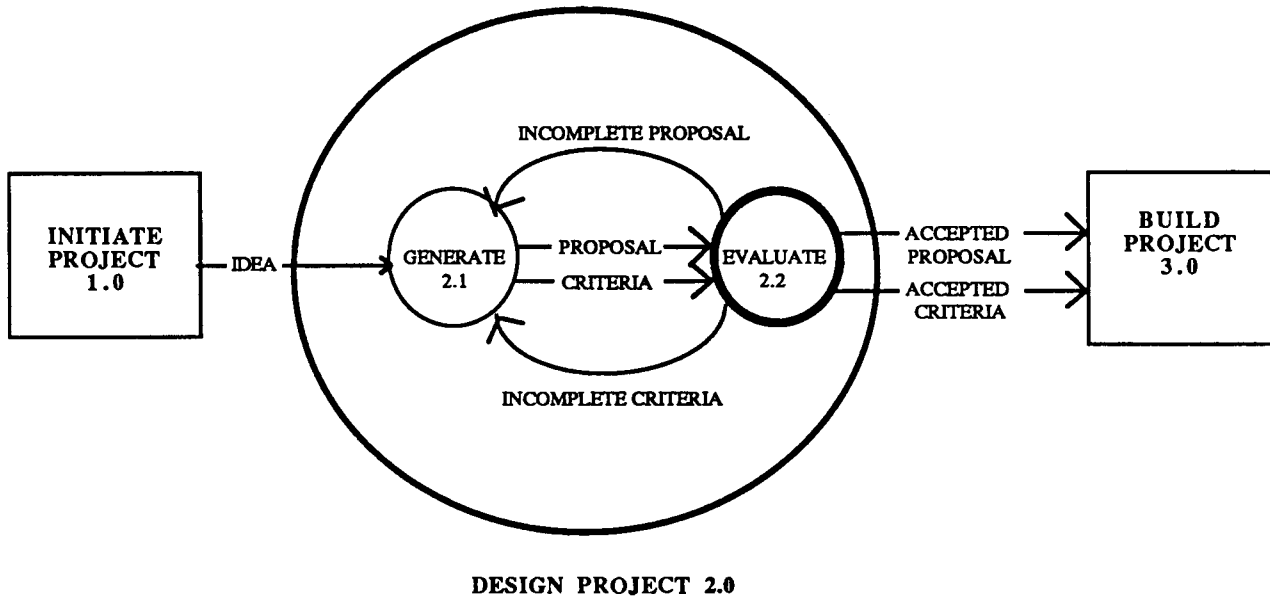 INCOMPLETE PROPOSAL
INITIATE
PROJECT
1.0
IDEA
GENERATE
2.1
PROPOSAL
CRITERIA
EVALUATE
2.2
ACCEPTED
PROPOSAL
ACCEPTED
CRITERIA
BUILD
PROJECT
3.0
INCOMPLETE CRITERIA
DESIGN PROJECT 2.0